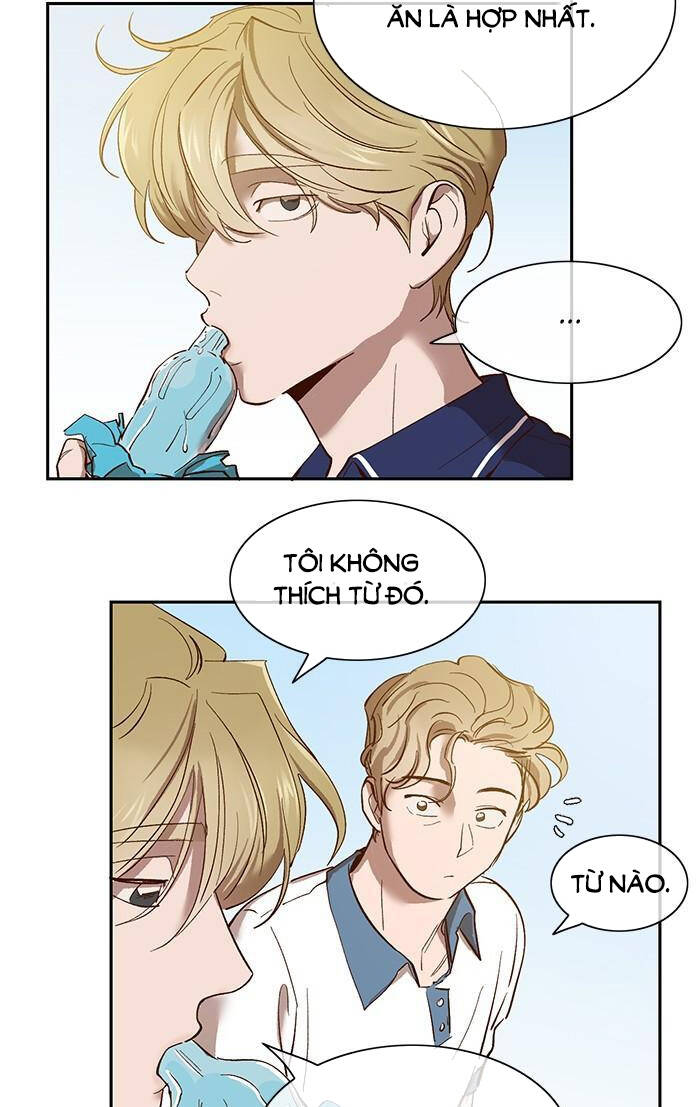 ĂN LÀ HỢP NHẤT.
...
TÔI KHÔNG
THÍCH TỪ ĐÓ.
TỪ NÀO.